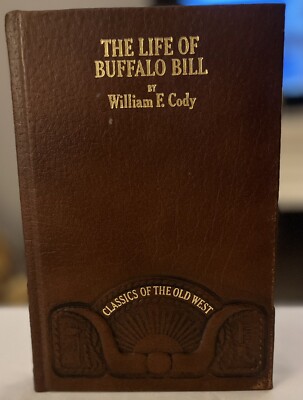 THE LIFE OF
BUFFALO BILL
BY
William F. Cody
CLASSICS OF THE OLD WEST